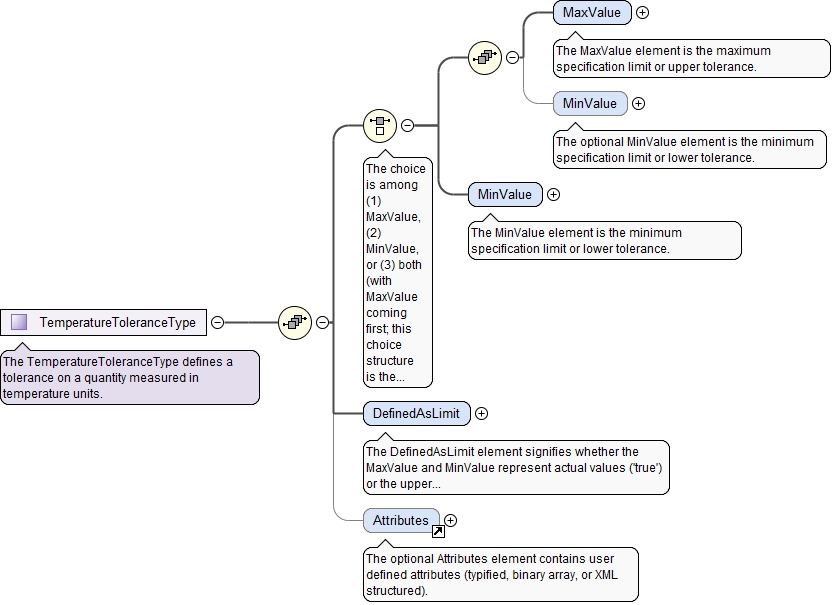 MaxValue
The MaxValue element is the maximum
specification limit or upper tolerance.
MinValue
The optional MinValue element is the minimum
specification limit or lower tolerance.
The choice
is among
(1)
MaxValue,
(2)
MinValue,
or (3) both
(with
MaxValue
coming
first; this
choice
structure
is the...
MinValue
The MinValue element is the minimum
specification limit or lower tolerance.
TemperatureToleranceType
The TemperatureToleranceType defines a
tolerance on a quantity measured in
temperature units.
DefinedAsLimit
The DefinedAsLimit element signifies whether the
MaxValue and MinValue represent actual values ('true')
or the upper...
Attributes
The optional Attributes element contains user
defined attributes (typified, binary array, or XML
structured).